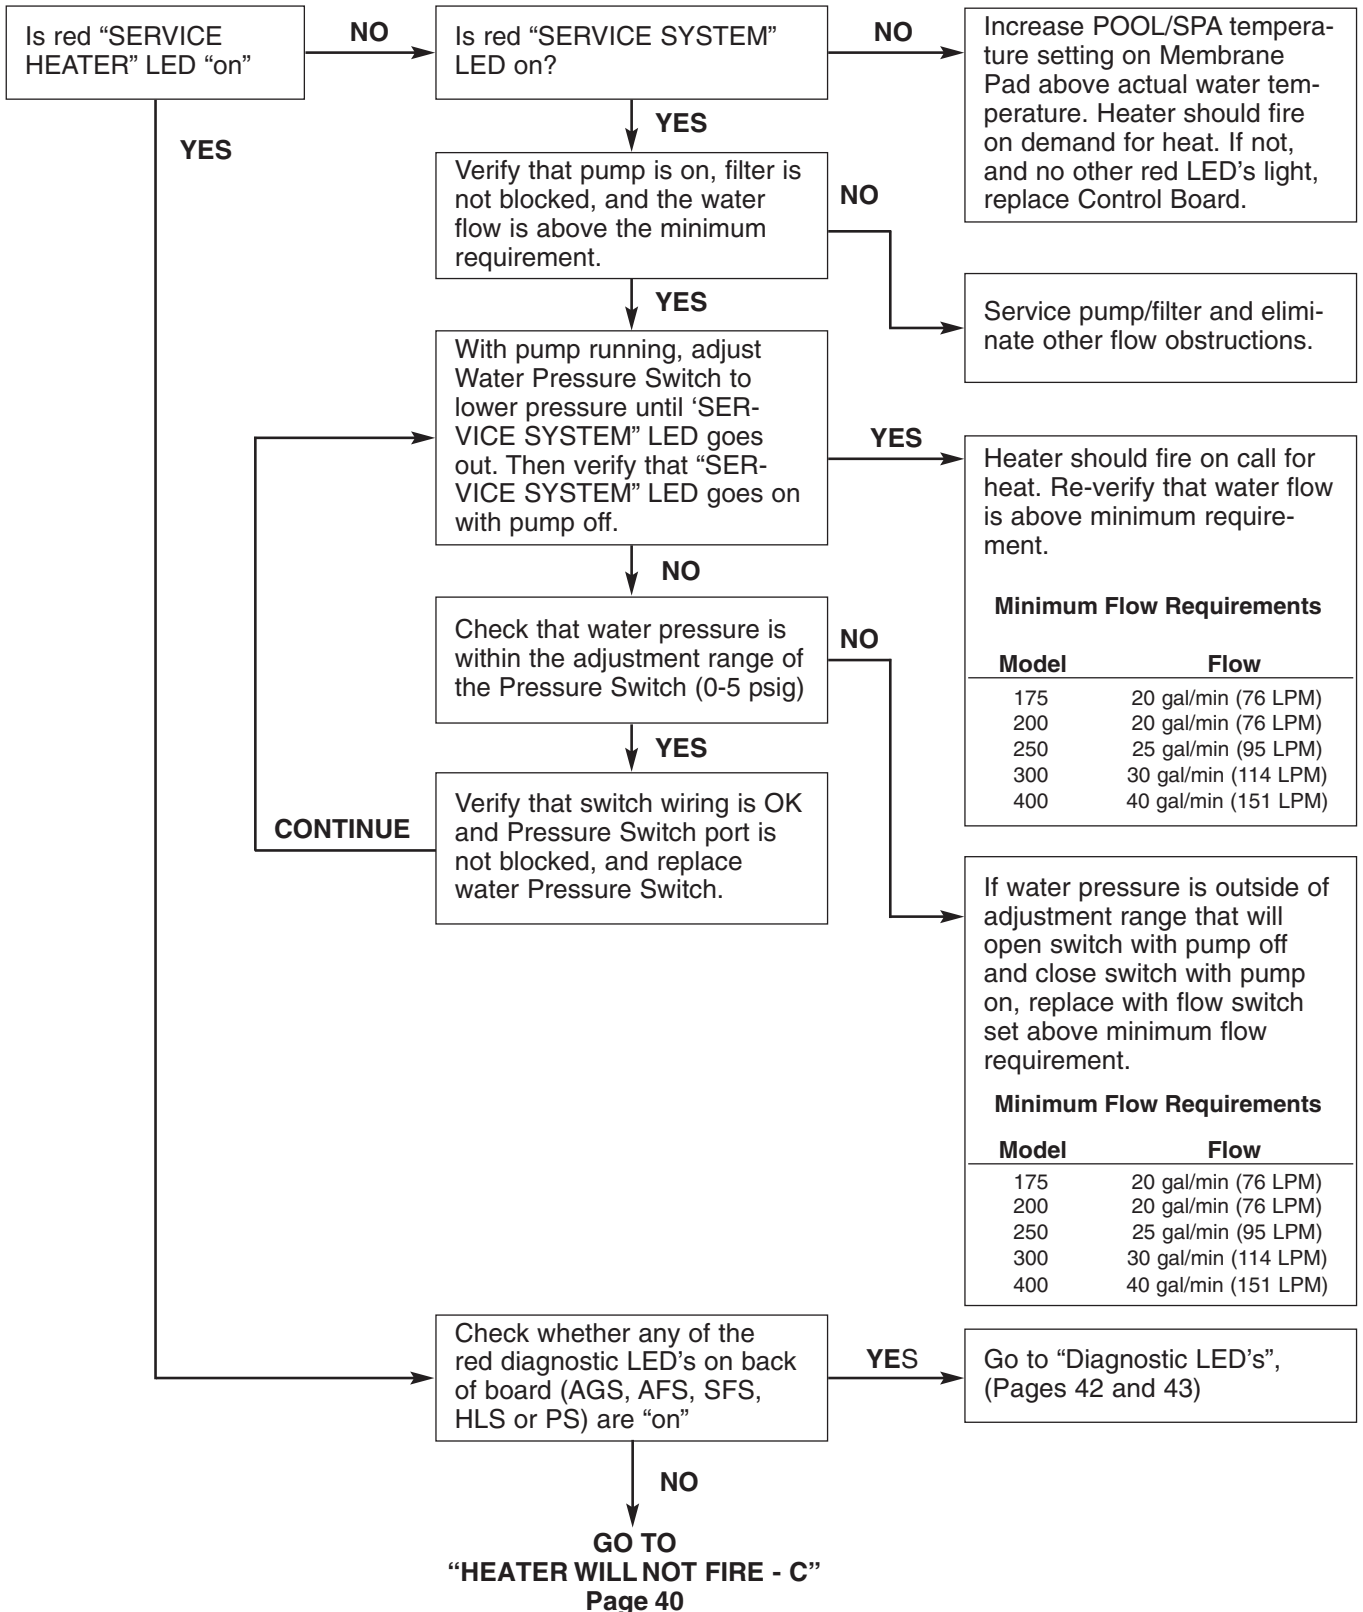 Is red “SERVICE
HEATER” LED “on”
NO
Is red “SERVICE SYSTEM”
LED on?
NO
Increase POOL/SPA tempera-
ture setting on Membrane
Pad above actual water tem-
perature. Heater should fire
on demand for heat. If not,
and no other red LED’s light,
replace Control Board.
YES
YES
Verify that pump is on, filter is
not blocked, and the water
flow is above the minimum
requirement.
NO
Service pump/filter and elimi-
nate other flow obstructions.
YES
With pump running, adjust
Water Pressure Switch to
lower pressure until ‘SER-
VICE SYSTEM” LED goes
out. Then verify that “SER-
VICE SYSTEM” LED goes on
with pump off.
YES
Heater should fire on call for
heat. Re-verify that water flow
is above minimum require-
ment.
Minimum Flow Requirements
Model Flow
175 20 gal/min (76 LPM)
200 20 gal/min (76 LPM)
250 25 gal/min (95 LPM)
300 30 gal/min (114 LPM)
400 40 gal/min (151 LPM)
NO
Check that water pressure is
within the adjustment range of
the Pressure Switch (0-5 psig)
NO
YES
Verify that switch wiring is OK
and Pressure Switch port is
not blocked, and replace
water Pressure Switch.
CONTINUE
If water pressure is outside of
adjustment range that will
open switch with pump off
and close switch with pump
on, replace with flow switch
set above minimum flow
requirement.
Minimum Flow Requirements
Model Flow
175 20 gal/min (76 LPM)
200 20 gal/min (76 LPM)
250 25 gal/min (95 LPM)
300 30 gal/min (114 LPM)
400 40 gal/min (151 LPM)
Check whether any of the
red diagnostic LED’s on back
of board (AGS, AFS, SFS,
HLS or PS) are “on”
YES
Go to “Diagnostic LED’s”,
(Pages 42 and 43)
NO
GO TO
“HEATER WILL NOT FIRE - C”
Page 40